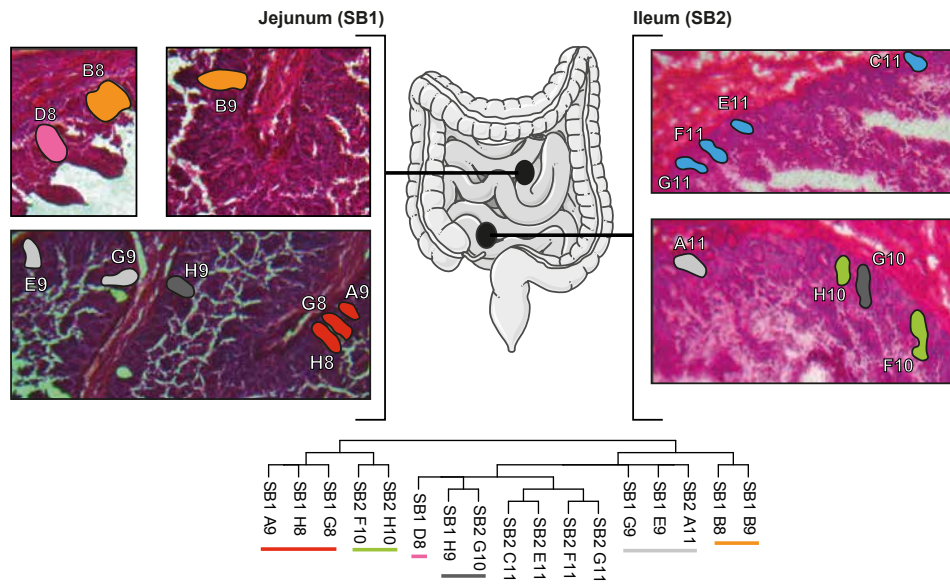 Jejunum (SB1)
Ileum (SB2)
B8
D8
B9
C11
E11
F11
G11
E9
G9
H9
A9
G8
H8
A11
G10
H10
F10
SB1 A9
SB1 H8
SB1 G8
SB2 F10
SB2 H10
SB1 D8
SB1 H9
SB2 G10
SB2 C11
SB2 E11
SB2 F11
SB2 G11
SB1 G9
SB1 E9
SB2 A11
SB1 B8
SB1 B9